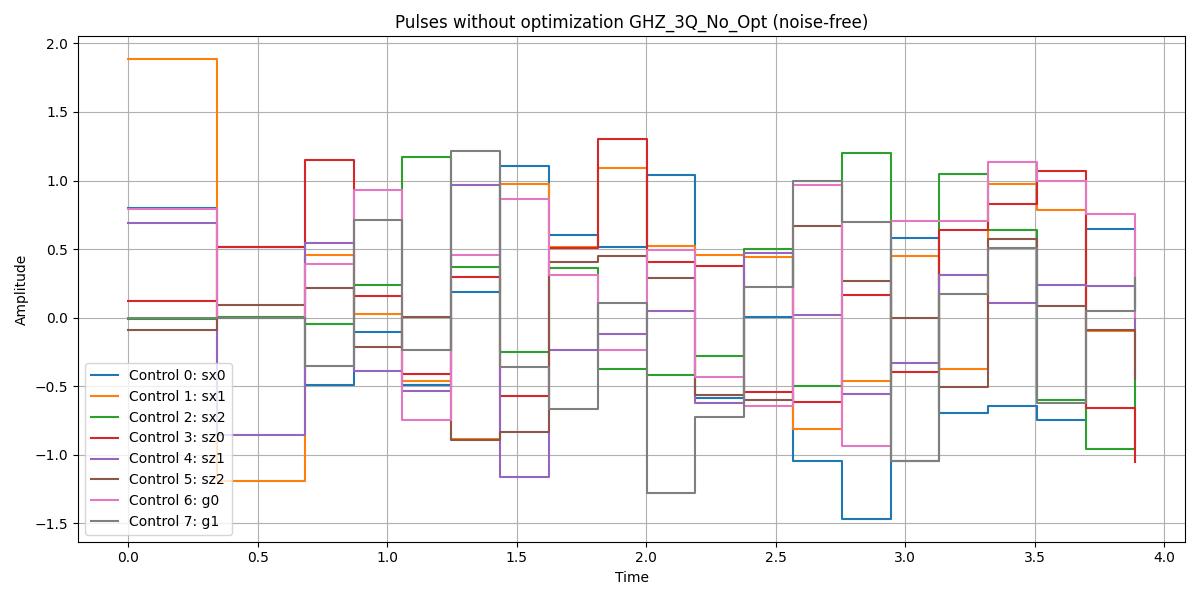 Pulses without optimization GHZ_3Q_No_Opt (noise-free)
2.0
1.5
1.0
0.5
0.0
−0.5
−1.0
−1.5
Amplitude
Control 0: sx0
Control 1: sx1
Control 2: sx2
Control 3: sz0
Control 4: sz1
Control 5: sz2
Control 6: g0
Control 7: g1
0.0 0.5 1.0 1.5 2.0 2.5 3.0 3.5 4.0
Time